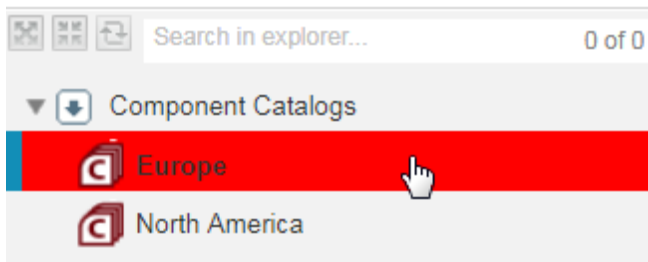 Search in explorer... 0 of 0
Component Catalogs
C Europe
C North America